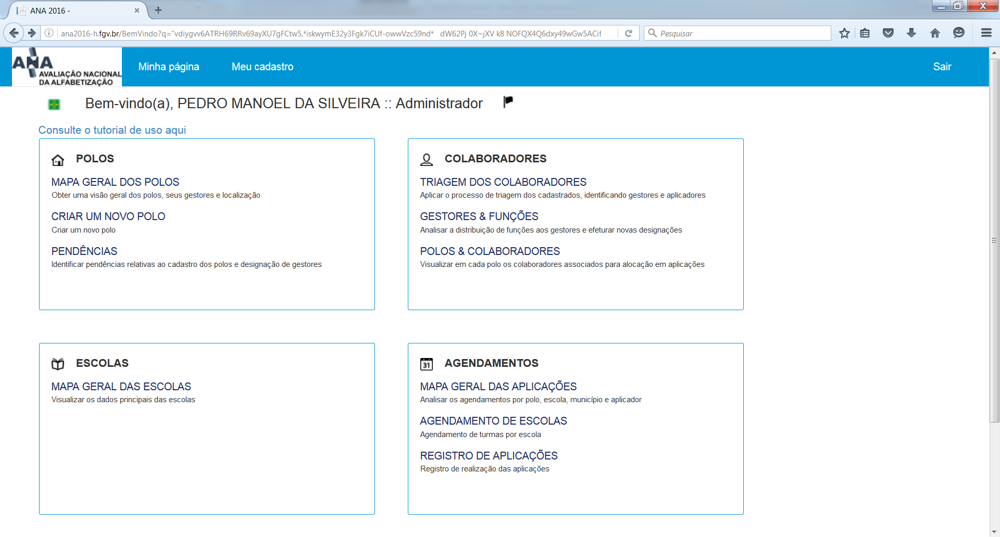 ANA 2016 -
ana2016-h.fgv.br/BemVindo?q="vdiygvv6ATRH69RRv69ayXU7gFCtw5,*iskwymE32y3Fgk7iCUf-owwVzc59nd* dW62Pj 0X~jXV k8 NOFQX4Q6dxy49wGw5ACif
Pesquisar
ANA
AVALIAÇÃO NACIONAL
DA ALFABETIZAÇÃO
Minha página
Meu cadastro
Sair
Bem-vindo(a), PEDRO MANOEL DA SILVEIRA :: Administrador
Consulte o tutorial de uso aqui
POLOS
MAPA GERAL DOS POLOS
Obter uma visão geral dos polos, seus gestores e localização
CRIAR UM NOVO POLO
Criar um novo polo
PENDÊNCIAS
Identificar pendências relativas ao cadastro dos polos e designação de gestores
COLABORADORES
TRIAGEM DOS COLABORADORES
Aplicar o processo de triagem dos cadastrados, identificando gestores e aplicadores
GESTORES & FUNÇÕES
Analisar a distribuição de funções aos gestores e efeturar novas designações
POLOS & COLABORADORES
Visualizar em cada polo os colaboradores associados para alocação em aplicações
ESCOLAS
MAPA GERAL DAS ESCOLAS
Visualizar os dados principais das escolas
31
AGENDAMENTOS
MAPA GERAL DAS APLICAÇÕES
Analisar os agendamentos por polo, escola, município e aplicador
AGENDAMENTO DE ESCOLAS
Agendamento de turmas por escola
REGISTRO DE APLICAÇÕES
Registro de realização das aplicações